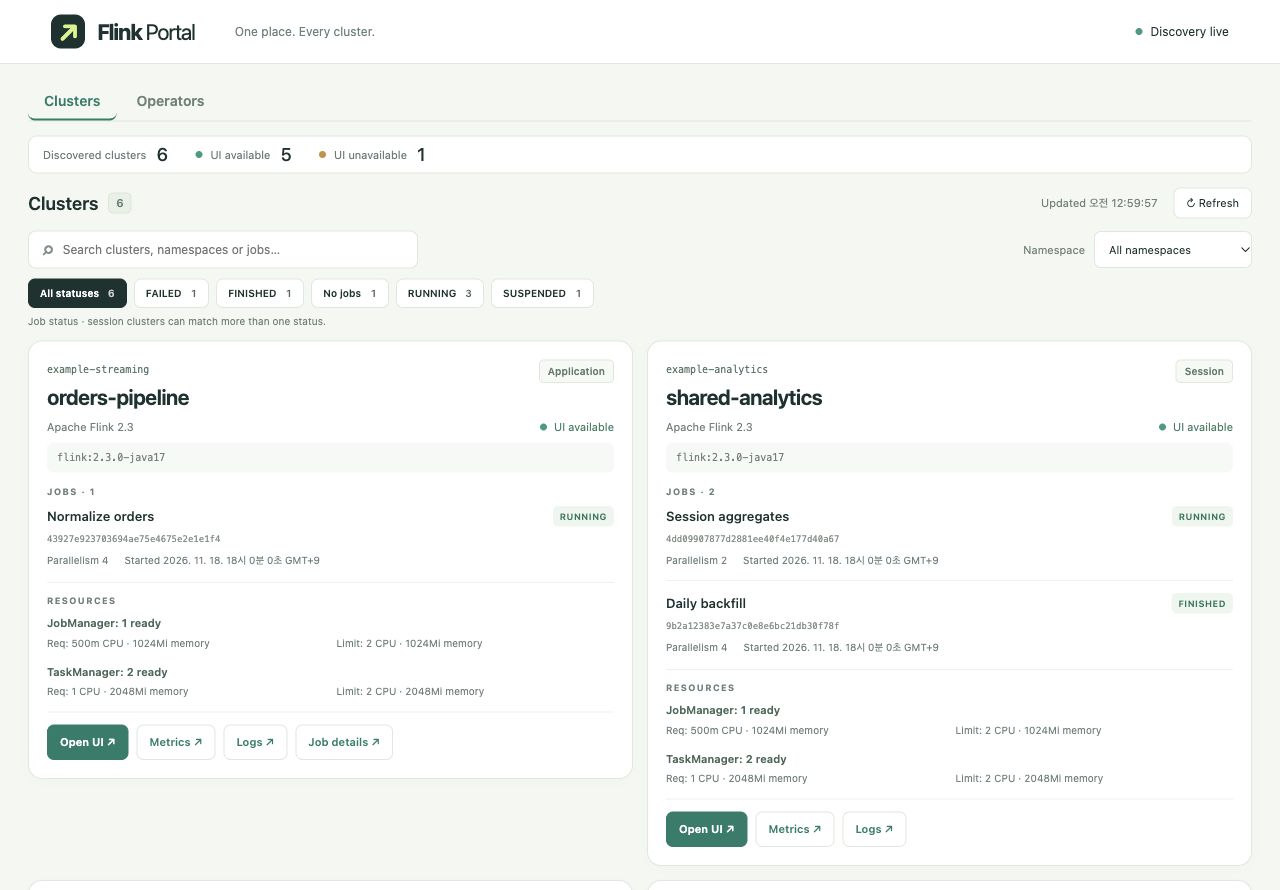 Flink Portal
One place. Every cluster.
Discovery live
Clusters
Operators
Discovered clusters 6
UI available 5
UI unavailable 1
Clusters 6
Updated 오전 12:59:57
↻ Refresh
Search clusters, namespaces or jobs...
Namespace
All namespaces
All statuses 6
FAILED 1
FINISHED 1
No jobs 1
RUNNING 3
SUSPENDED 1
Job status · session clusters can match more than one status.
example-streaming
Application
orders-pipeline
Apache Flink 2.3
UI available
flink:2.3.0-java17
JOBS · 1
Normalize orders
RUNNING
43927e923703694ae75e4675e2e1e1f4
Parallelism 4 Started 2026. 11. 18. 18시 0분 0초 GMT+9
RESOURCES
JobManager: 1 ready
Req: 500m CPU · 1024Mi memory
Limit: 2 CPU · 1024Mi memory
TaskManager: 2 ready
Req: 1 CPU · 2048Mi memory
Limit: 2 CPU · 2048Mi memory
Open UI ↗
Metrics ↗
Logs ↗
Job details ↗
example-analytics
Session
shared-analytics
Apache Flink 2.3
UI available
flink:2.3.0-java17
JOBS · 2
Session aggregates
RUNNING
4dd09907877d2881ee40f4e177d40a67
Parallelism 2 Started 2026. 11. 18. 18시 0분 0초 GMT+9
Daily backfill
FINISHED
9b2a12383e7a37c0e8e6bc21db30f78f
Parallelism 4 Started 2026. 11. 18. 18시 0분 0초 GMT+9
RESOURCES
JobManager: 1 ready
Req: 500m CPU · 1024Mi memory
Limit: 2 CPU · 1024Mi memory
TaskManager: 2 ready
Req: 1 CPU · 2048Mi memory
Limit: 2 CPU · 2048Mi memory
Open UI ↗
Metrics ↗
Logs ↗